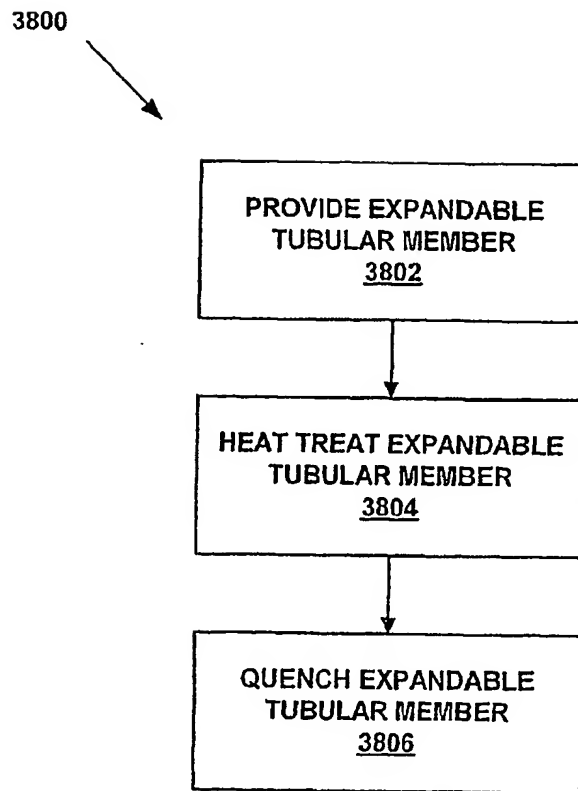 3800
PROVIDE EXPANDABLE
TUBULAR MEMBER
3802
HEAT TREAT EXPANDABLE
TUBULAR MEMBER
3804
QUENCH EXPANDABLE
TUBULAR MEMBER
3806